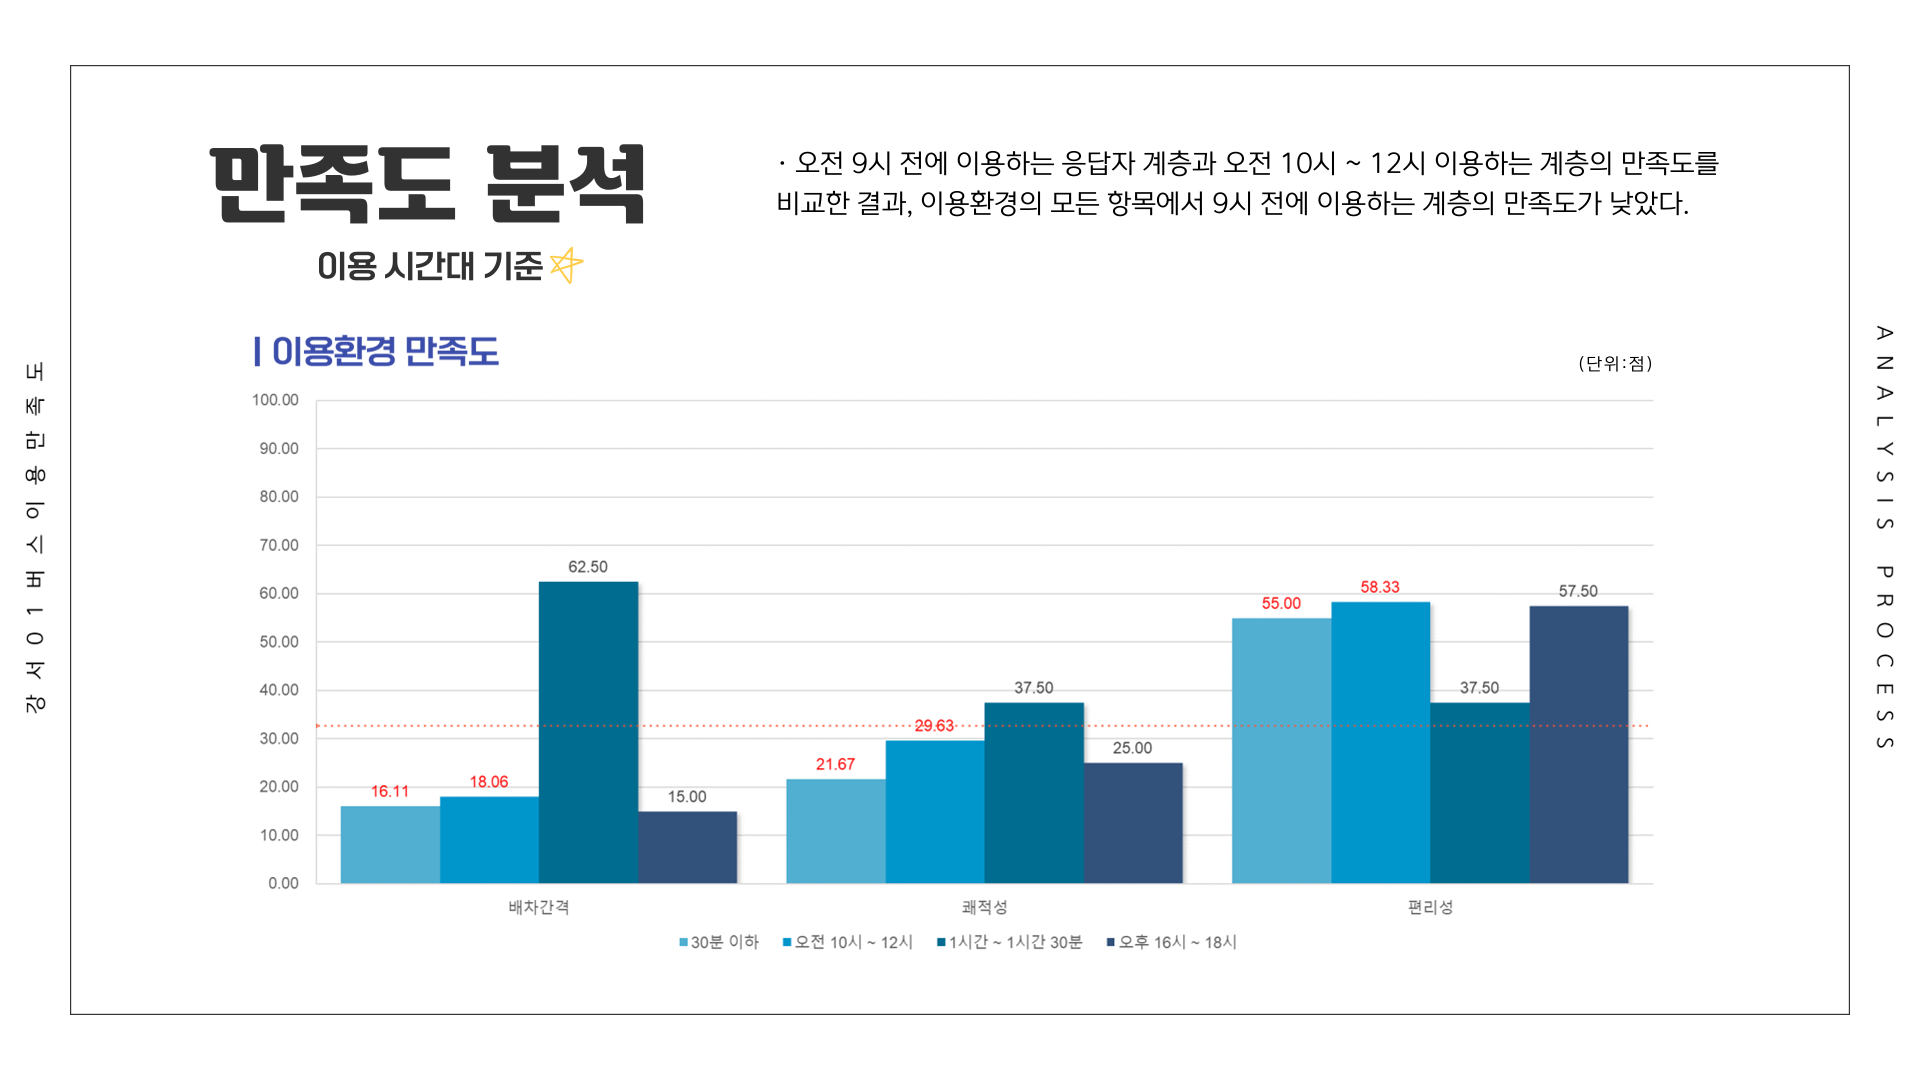 만족도 분석
이용 시간대 기준
· 오전 9시 전에 이용하는 응답자 계층과 오전 10시 ~ 12시 이용하는 계층의 만족도를
비교한 결과, 이용환경의 모든 항목에서 9시 전에 이용하는 계층의 만족도가 낮았다.
강서01버스이용만족도
ANALYSIS PROCESS
| 이용환경 만족도
(단위:점)
100.00
90.00
80.00
70.00
60.00
50.00
40.00
30.00
20.00
10.00
0.00
16.11
18.06
62.50
15.00
21.67
29.63
37.50
25.00
55.00
58.33
37.50
57.50
배차간격
쾌적성
편리성
30분 이하
오전 10시 ~ 12시
1시간 ~ 1시간 30분
오후 16시 ~ 18시